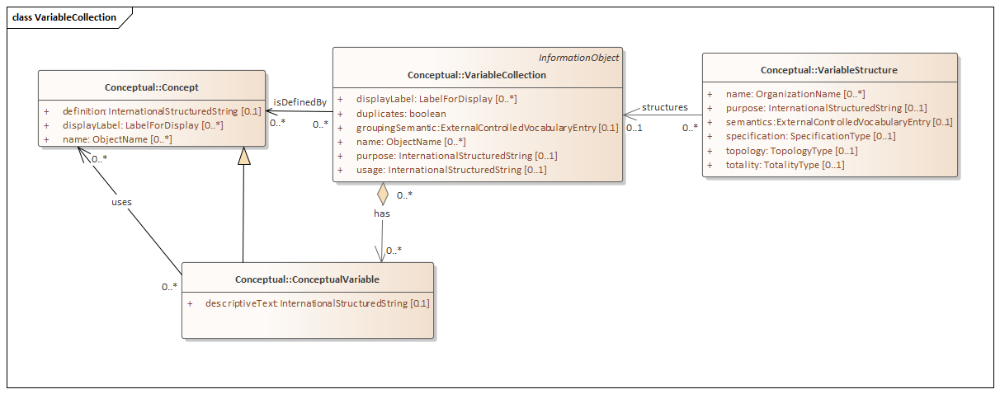 class VariableCollection
Conceptual::Concept
+ definition: InternationalStructuredString [0..1]
+ displayLabel: LabelForDisplay [0..*]
+ name: ObjectName [0..*]
isDefinedBy
0..*
0..*
InformationObject
Conceptual::VariableCollection
+ displayLabel: LabelForDisplay [0..*]
+ duplicates: boolean
+ groupingSemantic: ExternalControlledVocabularyEntry [0..1]
+ name: ObjectName [0..*]
+ purpose: InternationalStructuredString [0..1]
+ usage: InternationalStructuredString [0..1]
structures
0..1
0..*
Conceptual::VariableStructure
+ name: OrganizationName [0..*]
+ purpose: InternationalStructuredString [0..1]
+ semantics: ExternalControlledVocabularyEntry [0..1]
+ specification: SpecificationType [0..1]
+ topology: TopologyType [0..1]
+ totality: TotalityType [0..1]
0..*
uses
0..*
0..*
has
0..*
Conceptual::ConceptualVariable
+ descriptiveText: InternationalStructuredString [0..1]